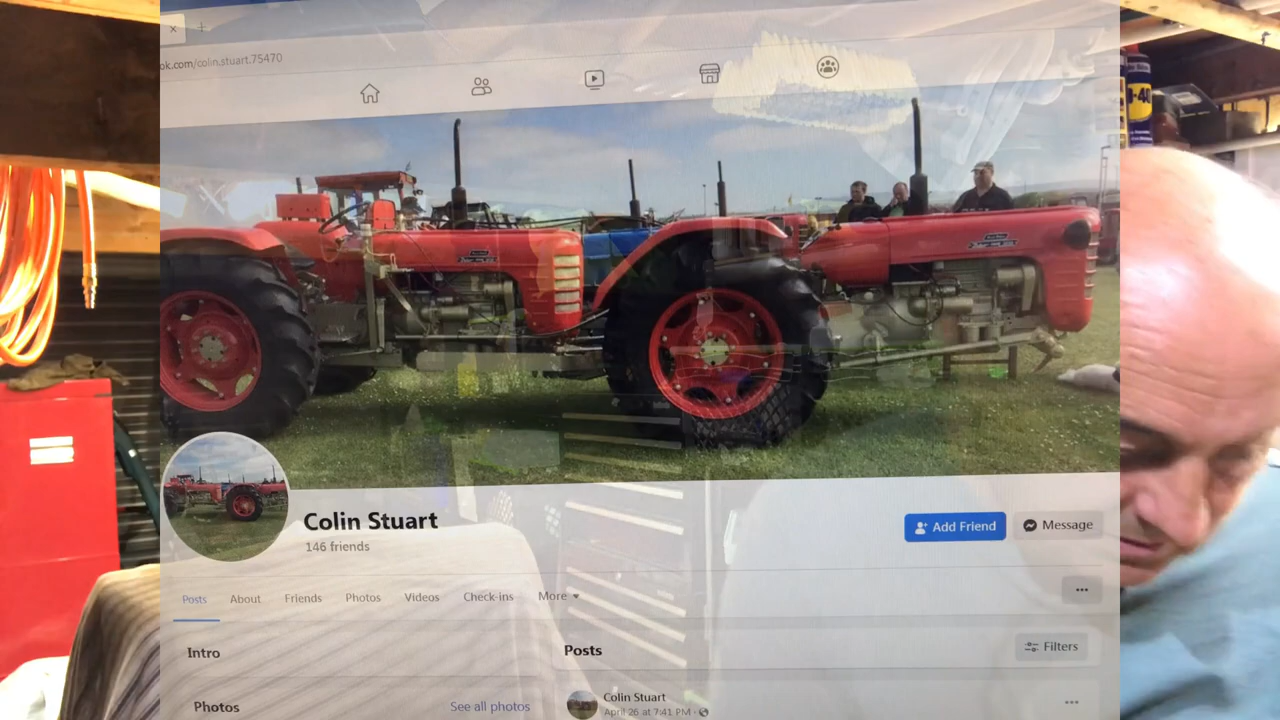 ok.com/colin.stuart.75470
-40
Colin Stuart
146 friends
Add Friend
Message
Posts
About
Friends
Photos
Videos
Check-ins
More
Intro
Posts
Filters
Photos
See all photos
Colin Stuart
April 26 at 7:41 PM